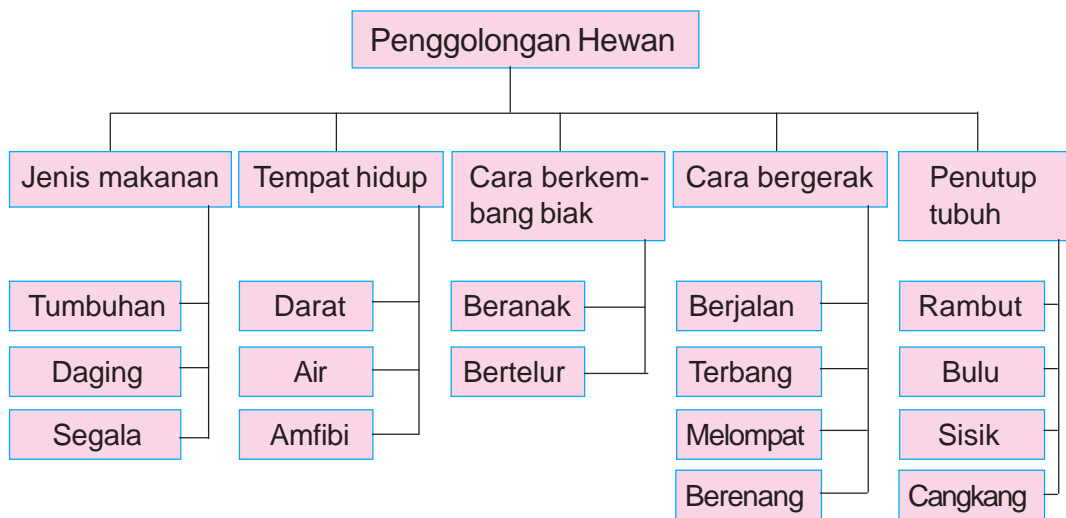 Penggolongan Hewan
Jenis makanan
Tumbuhan
Daging
Segala
Tempat hidup
Darat
Air
Amfibi
Cara berkem-
bang biak
Beranak
Bertelur
Cara bergerak
Berjalan
Terbang
Melompat
Berenang
Penutup
tubuh
Rambut
Bulu
Sisik
Cangkang